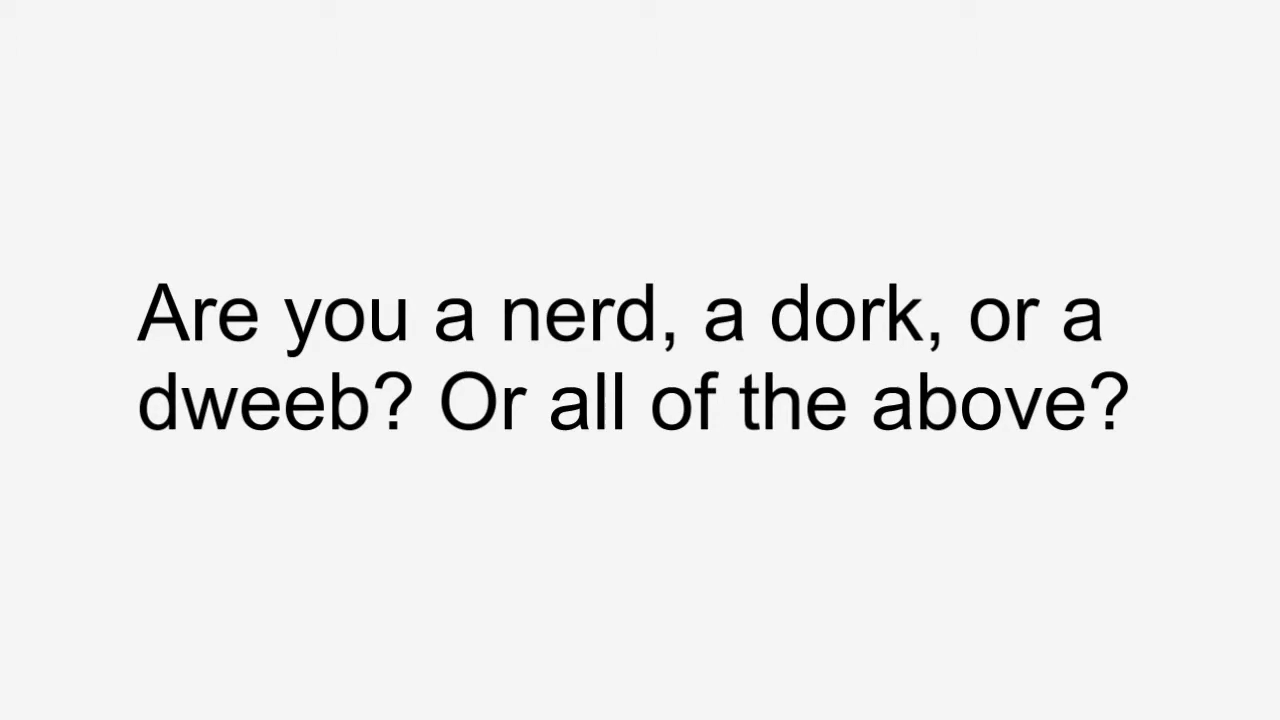 Are you a nerd, a dork, or a
dweeb? Or all of the above?